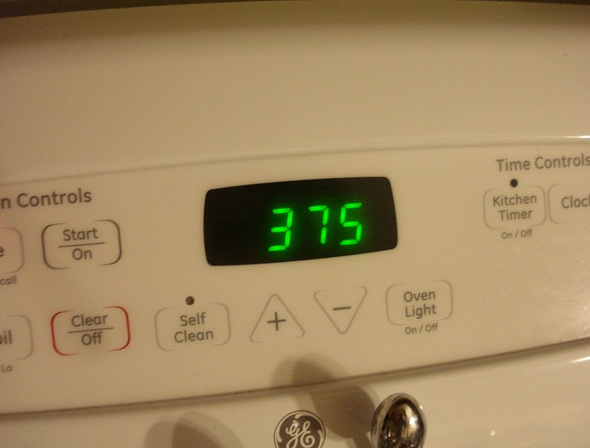 n Controls
Time Controls
375
Start
On
Kitchen
Timer
On / Off
Cloc
e
call
Clear
Off
Self
Clean
+
−
Oven
Light
On / Off
il
Lo
GE